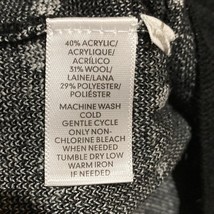 40% ACRYLIC/
ACRYLIQUE/
ACRÍLICO
31% WOOL/
LAINE/LANA
29% POLYESTER/
POLIÉSTER
MACHINE WASH
COLD
GENTLE CYCLE
ONLY NON-
CHLORINE BLEACH
WHEN NEEDED
TUMBLE DRY LOW
WARM IRON
IF NEEDED